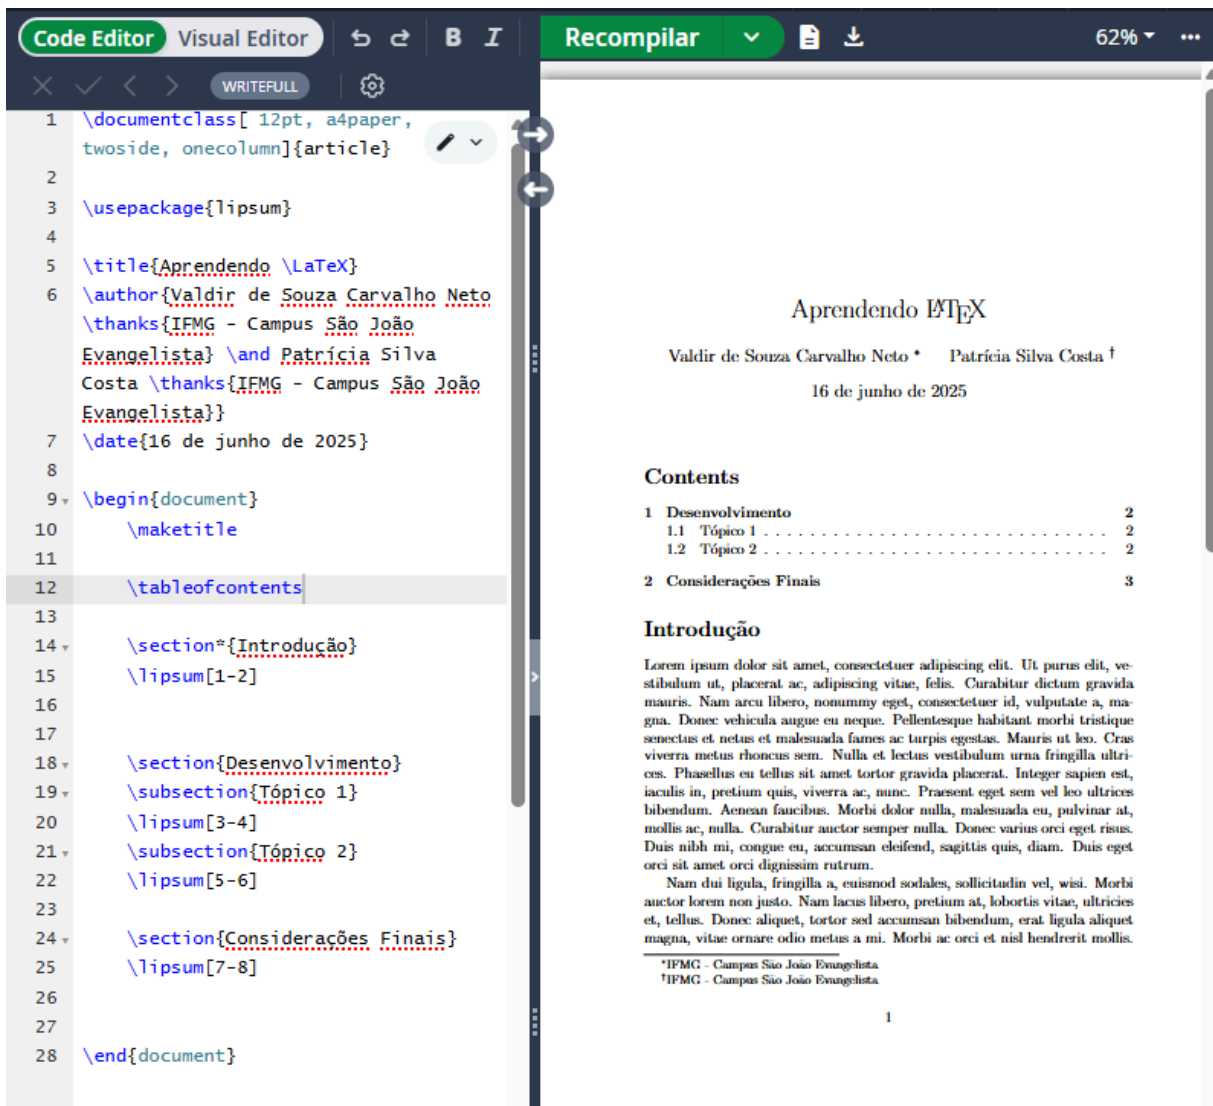 Code Editor Visual Editor B I Recompilar 62%
WRITEFULL
1 \documentclass[ 12pt, a4paper,
twoside, onecolumn]{article}
2
3 \usepackage{lipsum}
4
5 \title{Aprendendo \LaTeX}
6 \author{Valdir de Souza Carvalho Neto
\thanks{IFMG - Campus São João
Evangelista} \and Patrícia Silva
Costa \thanks{IFMG - Campus São João
Evangelista}}
7 \date{16 de junho de 2025}
8
9 \begin{document}
10 \maketitle
11
12 \tableofcontents
13
14 \section*{Introdução}
15 \lipsum[1-2]
16
17
18 \section{Desenvolvimento}
19 \subsection{Tópico 1}
20 \lipsum[3-4]
21 \subsection{Tópico 2}
22 \lipsum[5-6]
23
24 \section{Considerações Finais}
25 \lipsum[7-8]
26
27
28 \end{document}
Aprendendo LATEX
Valdir de Souza Carvalho Neto * Patrícia Silva Costa †
16 de junho de 2025
Contents
1 Desenvolvimento 2
1.1 Tópico 1 . . . . . . . . . . . . . . . . . . . . . . . . . . . . . . 2
1.2 Tópico 2 . . . . . . . . . . . . . . . . . . . . . . . . . . . . . . 2
2 Considerações Finais 3
Introdução
Lorem ipsum dolor sit amet, consectetuer adipiscing elit. Ut purus elit, ve-
stibulum ut, placerat ac, adipiscing vitae, felis. Curabitur dictum gravida
mauris. Nam arcu libero, nonummy eget, consectetuer id, vulputate a, ma-
gna. Donec vehicula augue eu neque. Pellentesque habitant morbi tristique
senectus et netus et malesuada fames ac turpis egestas. Mauris ut leo. Cras
viverra metus rhoncus sem. Nulla et lectus vestibulum urna fringilla ultri-
ces. Phasellus eu tellus sit amet tortor gravida placerat. Integer sapien est,
iaculis in, pretium quis, viverra ac, nunc. Praesent eget sem vel leo ultrices
bibendum. Aenean faucibus. Morbi dolor nulla, malesuada eu, pulvinar at,
mollis ac, nulla. Curabitur auctor semper nulla. Donec varius orci eget risus.
Duis nibh mi, congue eu, accumsan eleifend, sagittis quis, diam. Duis eget
orci sit amet orci dignissim rutrum.
Nam dui ligula, fringilla a, euismod sodales, sollicitudin vel, wisi. Morbi
auctor lorem non justo. Nam lacus libero, pretium at, lobortis vitae, ultricies
et, tellus. Donec aliquet, tortor sed accumsan bibendum, erat ligula aliquet
magna, vitae ornare odio metus a mi. Morbi ac orci et nisl hendrerit mollis.
*IFMG - Campus São João Evangelista
†IFMG - Campus São João Evangelista
1